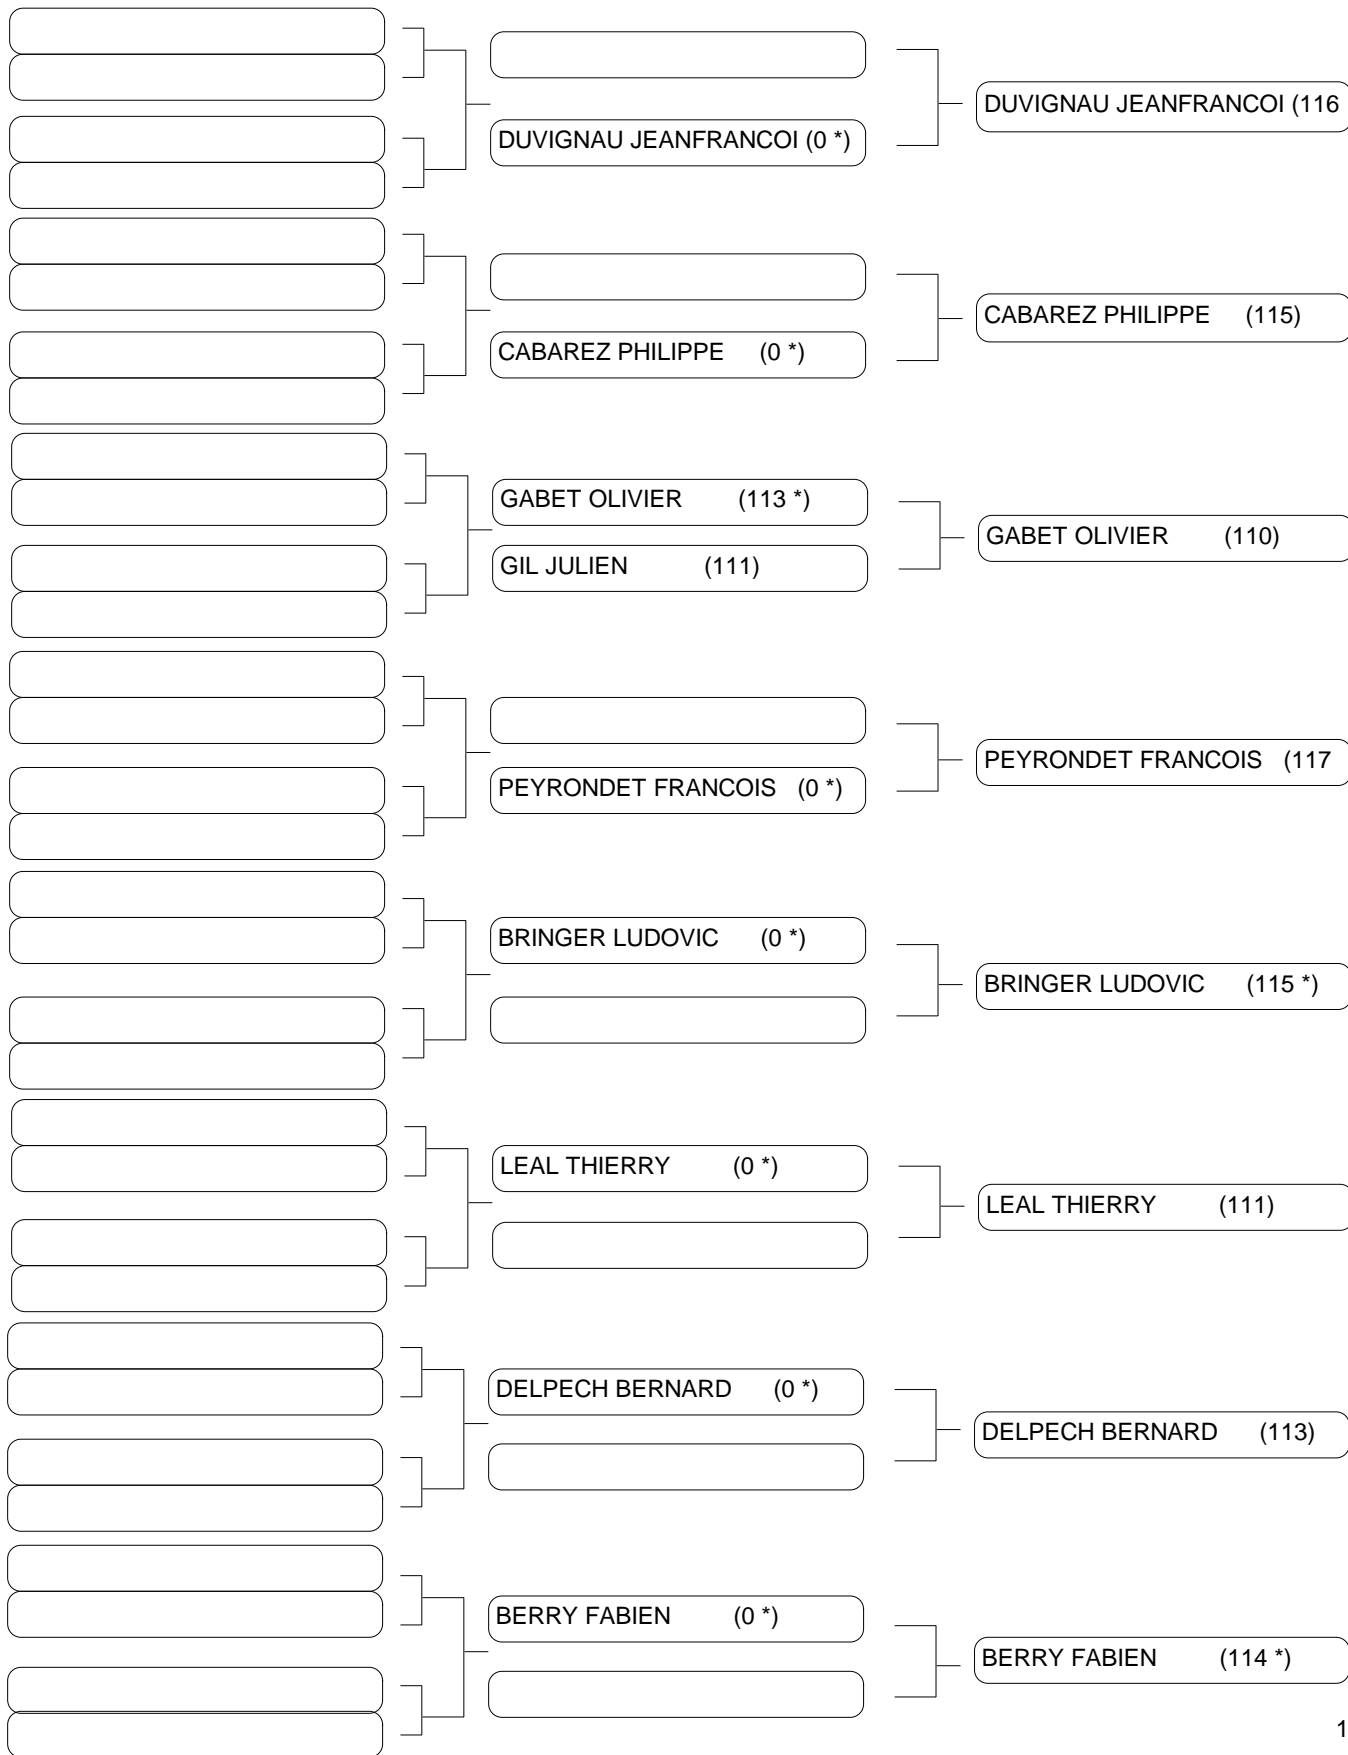 DUVIGNAU JEANFRANCOI (116
DUVIGNAU JEANFRANCOI (0 *)
CABAREZ PHILIPPE (115)
CABAREZ PHILIPPE (0 *)
GABET OLIVIER (113 *)
GABET OLIVIER (110)
GIL JULIEN (111)
PEYRONDET FRANCOIS (117
PEYRONDET FRANCOIS (0 *)
BRINGER LUDOVIC (0 *)
BRINGER LUDOVIC (115 *)
LEAL THIERRY (0 *)
LEAL THIERRY (111)
DELPECH BERNARD (0 *)
DELPECH BERNARD (113)
BERRY FABIEN (0 *)
BERRY FABIEN (114 *)
1